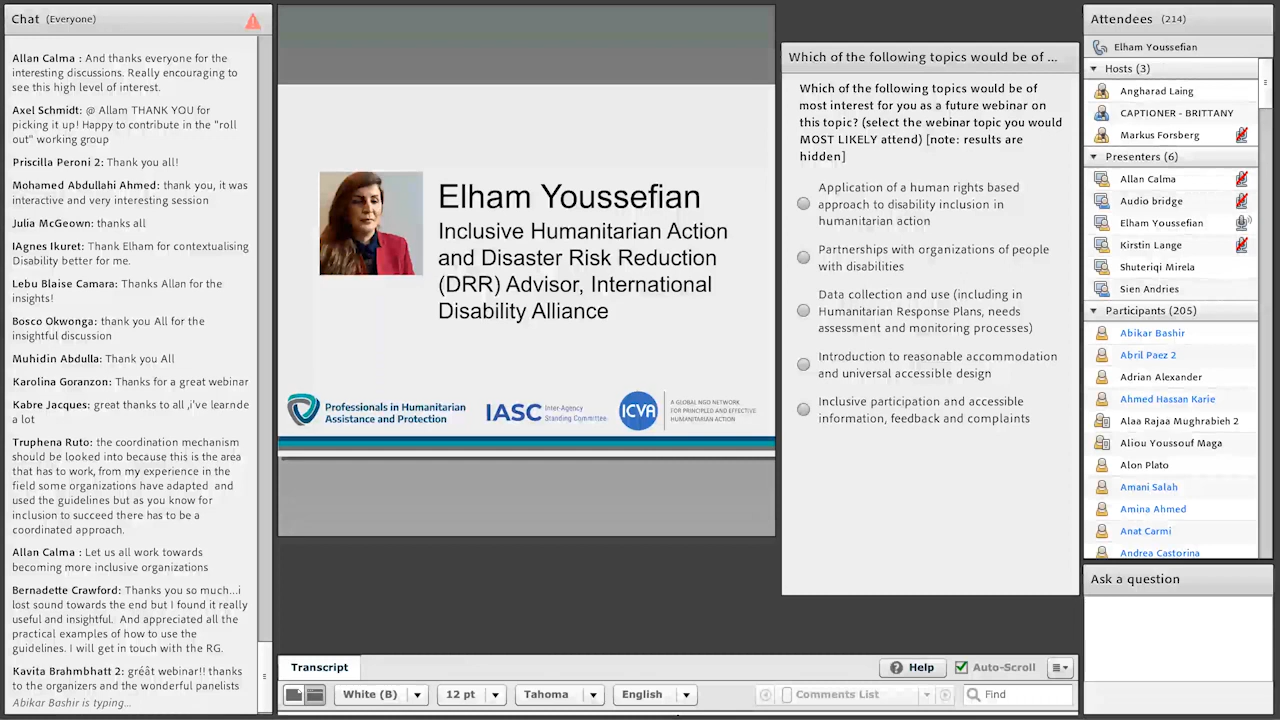 Chat (Everyone)
Allan Calma : And thanks everyone for the
interesting discussions. Really encouraging to
see this high level of interest.
Axel Schmidt: @ Allam THANK YOU for
picking it up! Happy to contribute in the "roll
out" working group
Priscilla Peroni 2: Thank you all!
Mohamed Abdullahi Ahmed: thank you, it was
interactive and very interesting session
Julia McGeown: thanks all
IAgnes Ikuret: Thank Elham for contextualising
Disability better for me.
Lebu Blaise Camara: Thanks Allan for the
insights!
Bosco Okwonga: thank you All for the
insightful discussion
Muhidin Abdulla: Thank you All
Karolina Goranzon: Thanks for a great webinar
Kabre Jacques: great thanks to all ,i've learnde
a lot
Truphena Ruto: the coordination mechanism
should be looked into because this is the area
that has to work, from my experience in the
field some organizations have adapted  and
used the guidelines but as you know for
inclusion to succeed there has to be a
coordinated approach.
Allan Calma : Let us all work towards
becoming more inclusive organizations
Bernadette Crawford: Thanks you so much...i
lost sound towards the end but I found it really
useful and insightful.  And appreciated all the
practical examples of how to use the
guidelines. I will get in touch with the RG.
Kavita Brahmbhatt 2: gréât webinar!! thanks
to the organizers and the wonderful panelists
Abikar Bashir is typing...
Elham Youssefian
Inclusive Humanitarian Action
and Disaster Risk Reduction
(DRR) Advisor, International
Disability Alliance
Professionals in Humanitarian
Assistance and Protection
IASC Inter-Agency
Standing Committee
ICVA
A GLOBAL NGO NETWORK
FOR PRINCIPLED AND EFFECTIVE
HUMANITARIAN ACTION
Which of the following topics would be of ...
Which of the following topics would be of
most interest for you as a future webinar on
this topic? (select the webinar topic you would
MOST LIKELY attend) [note: results are
hidden]
Application of a human rights based
approach to disability inclusion in
humanitarian action
Partnerships with organizations of people
with disabilities
Data collection and use (including in
Humanitarian Response Plans, needs
assessment and monitoring processes)
Introduction to reasonable accommodation
and universal accessible design
Inclusive participation and accessible
information, feedback and complaints
Transcript
Help
Auto-Scroll
White (B)
12 pt
Tahoma
English
Comments List
Find
Attendees (214)
Elham Youssefian
Hosts (3)
Angharad Laing
CAPTIONER - BRITTANY
Markus Forsberg
Presenters (6)
Allan Calma
Audio bridge
Elham Youssefian
Kirstin Lange
Shuteriqi Mirela
Sien Andries
Participants (205)
Abikar Bashir
Abril Paez 2
Adrian Alexander
Ahmed Hassan Karie
Alaa Rajaa Mughrabieh 2
Aliou Youssouf Maga
Alon Plato
Amani Salah
Amina Ahmed
Anat Carmi
Andrea Castorina
Ask a question